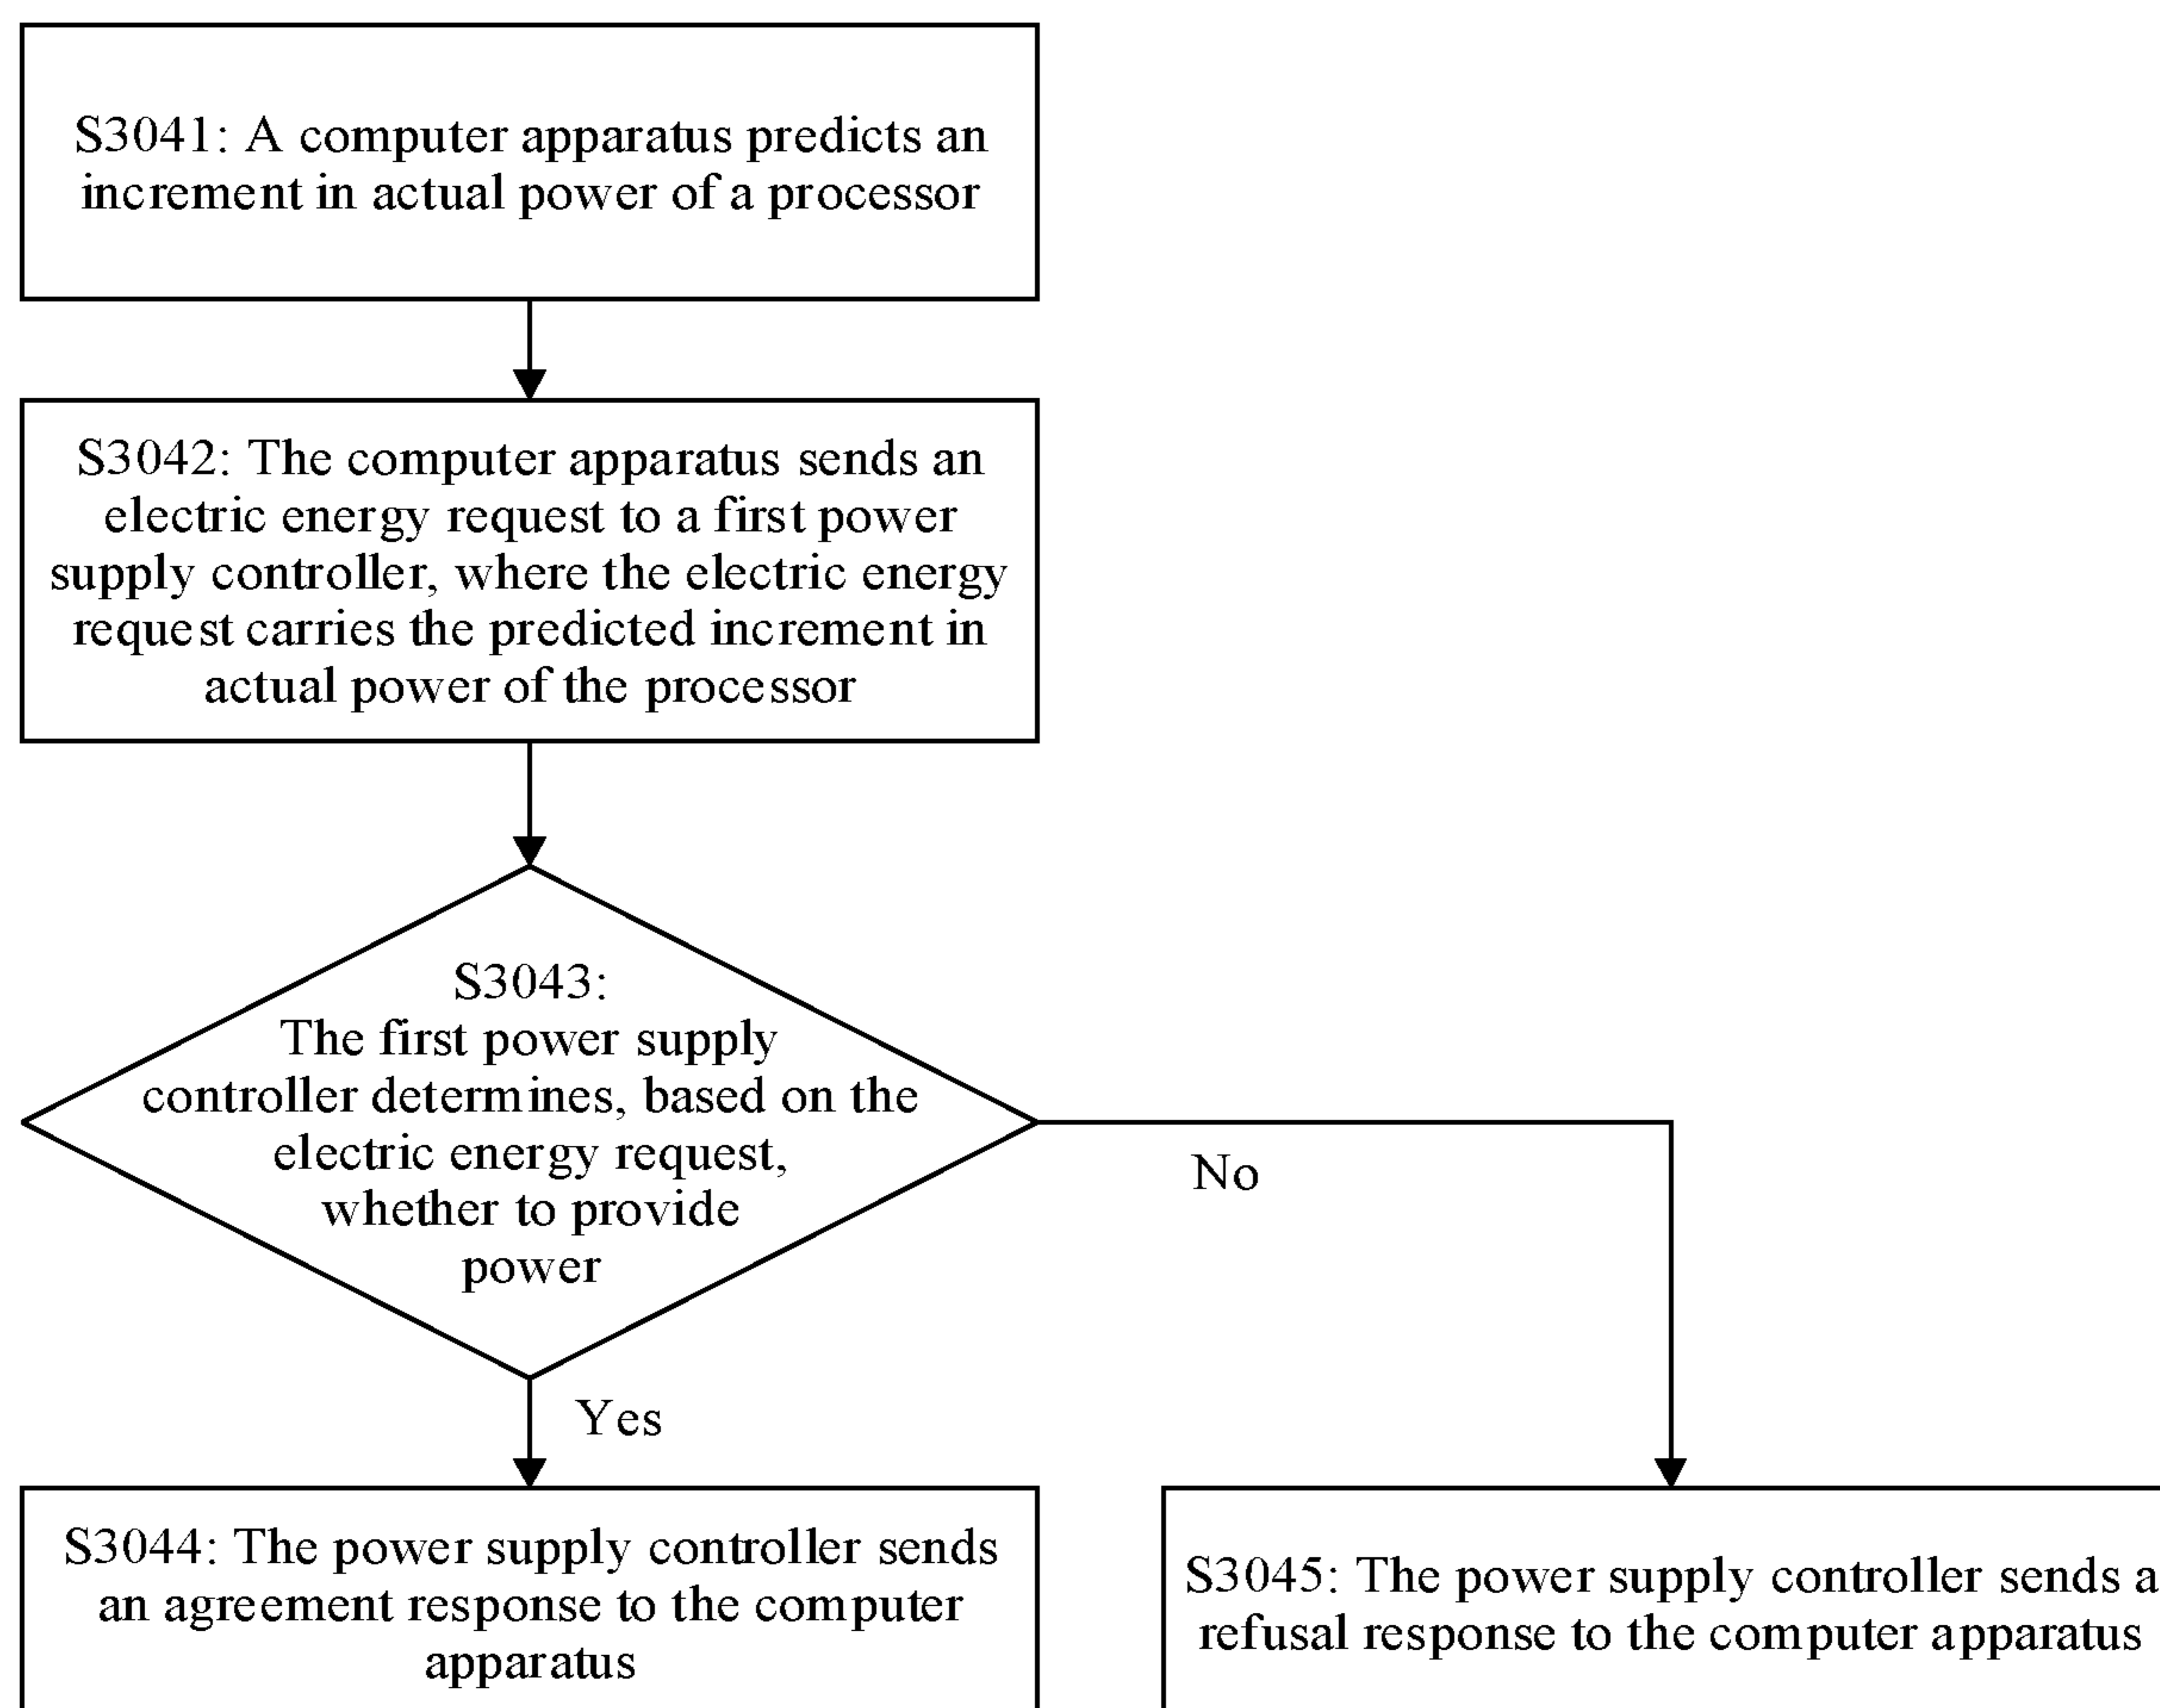 S3041: A computer apparatus predicts an
increment in actual power of a processor
S3042: The computer apparatus sends an
electric energy request to a first power
supply controller, where the electric energy
request carries the predicted increment in
actual power of the processor
S3043:
The first power supply
controller determines, based on the
electric energy request,
whether to provide
power
No
Yes
S3044: The power supply controller sends
an agreement response to the computer
apparatus
S3045: The power supply controller sends a
refusal response to the computer apparatus